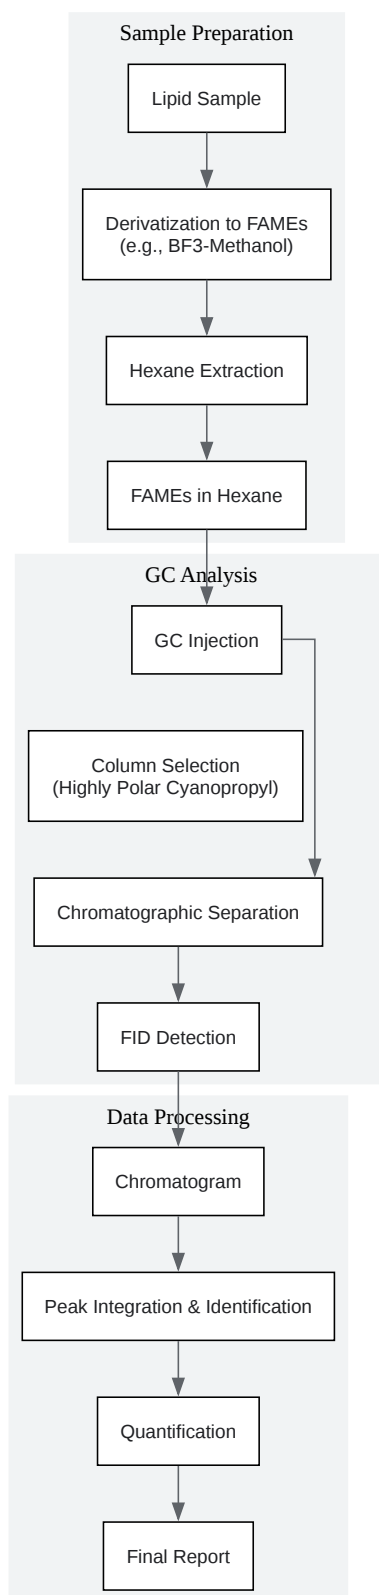 Sample Preparation
Lipid Sample
Derivatization to FAMEs
(e.g., BF3-Methanol)
Hexane Extraction
FAMEs in Hexane
GC Analysis
GC Injection
Column Selection
(Highly Polar Cyanopropyl)
Chromatographic Separation
FID Detection
Data Processing
Chromatogram
Peak Integration & Identification
Quantification
Final Report